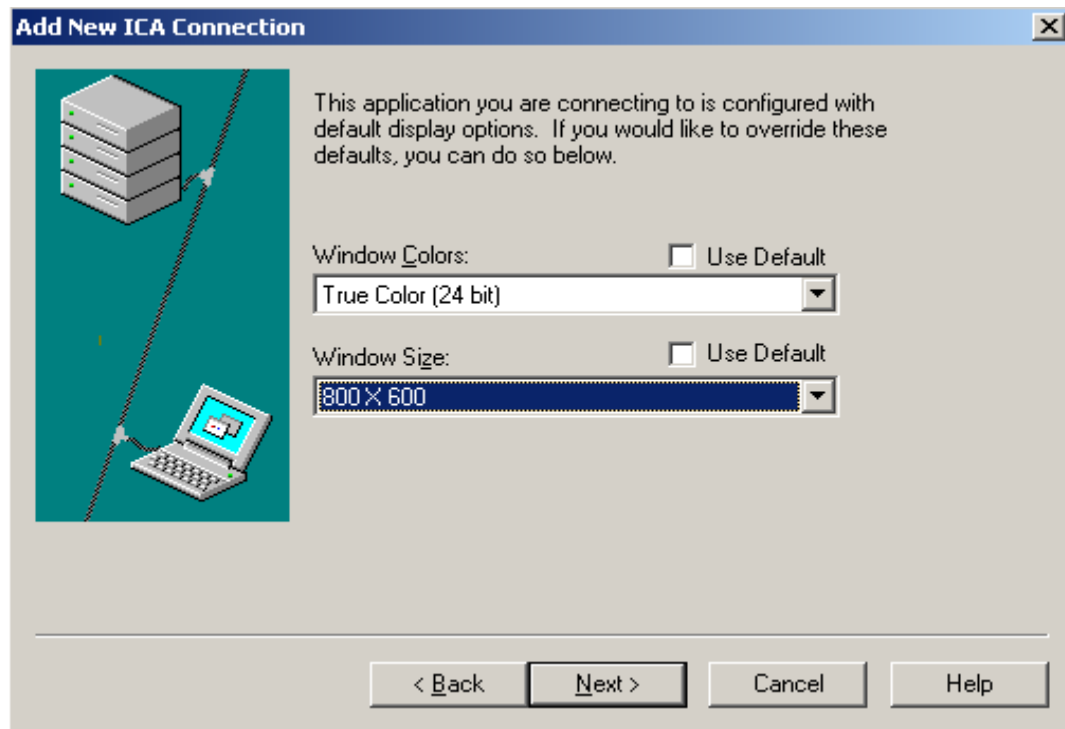 Add New ICA Connection
This application you are connecting to is configured with
default display options.  If you would like to override these
defaults, you can do so below.
Window Colors:
Use Default
True Color (24 bit)
Window Size:
Use Default
800 X 600
< Back
Next >
Cancel
Help